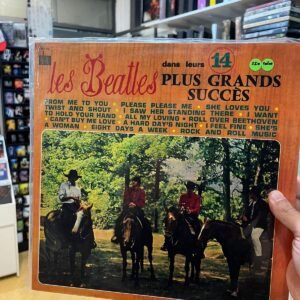 les Beatles
dans leurs 14
PLUS GRANDS
SUCCÈS
FROM ME TO YOU • PLEASE PLEASE ME • SHE LOVES YOU •
TWIST AND SHOUT • I SAW HER STANDING THERE • I WANT
TO HOLD YOUR HAND • ALL MY LOVING • ROLL OVER BEETHOVEN
• CAN'T BUY ME LOVE • A HARD DAY'S NIGHT • I FEEL FINE • SHE'S
A WOMAN • EIGHT DAYS A WEEK • ROCK AND ROLL MUSIC